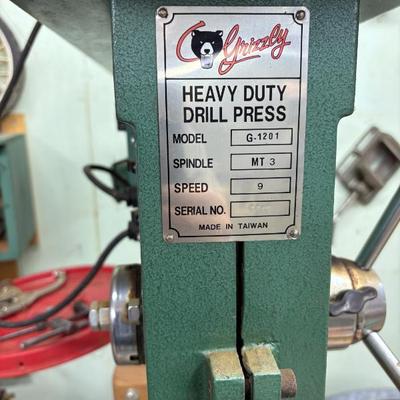 Grizzly
HEAVY DUTY
DRILL PRESS
MODEL G-1201
SPINDLE MT 3
SPEED 9
SERIAL NO.
MADE IN TAIWAN